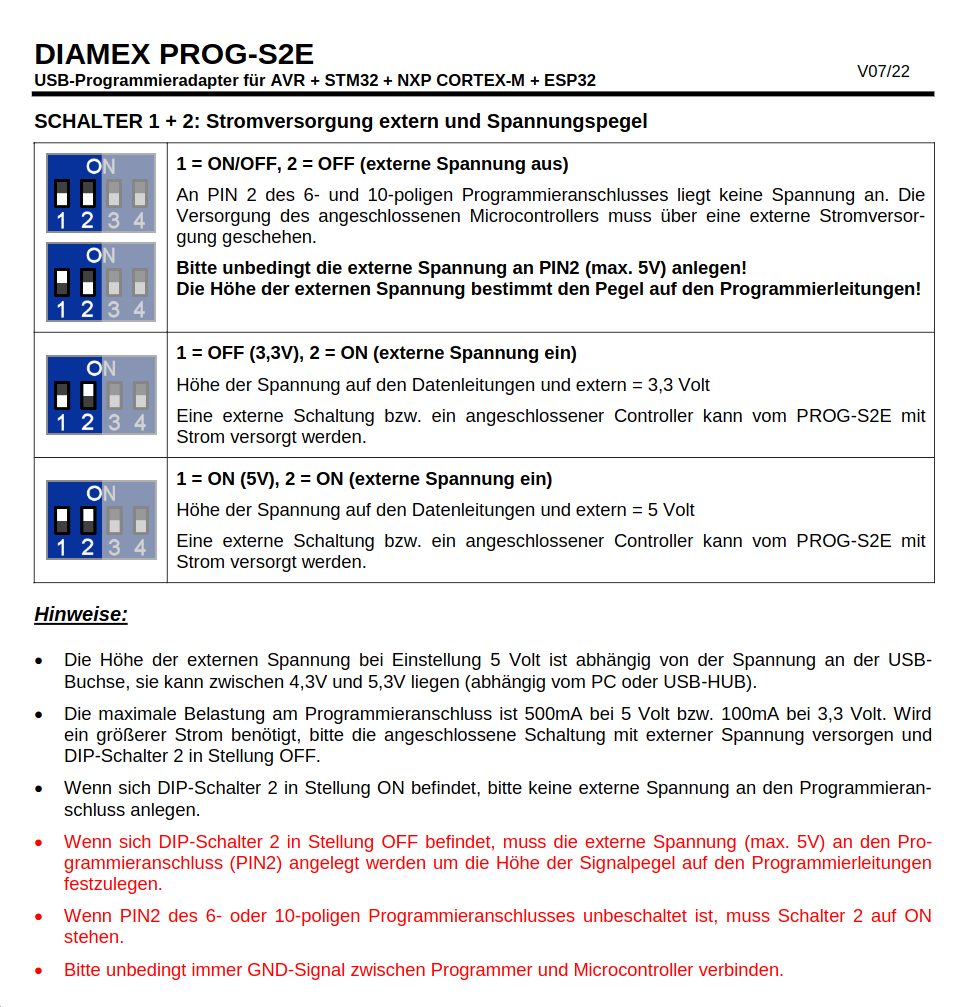 DIAMEX PROG-S2E
USB-Programmieradapter für AVR + STM32 + NXP CORTEX-M + ESP32
V07/22
SCHALTER 1 + 2: Stromversorgung extern und Spannungspegel
ON
1 2 3 4
ON
1 2 3 4
1 = ON/OFF, 2 = OFF (externe Spannung aus)
An PIN 2 des 6- und 10-poligen Programmieranschlusses liegt keine Spannung an. Die
Versorgung des angeschlossenen Microcontrollers muss über eine externe Stromversor-
gung geschehen.
Bitte unbedingt die externe Spannung an PIN2 (max. 5V) anlegen!
Die Höhe der externen Spannung bestimmt den Pegel auf den Programmierleitungen!
ON
1 2 3 4
1 = OFF (3,3V), 2 = ON (externe Spannung ein)
Höhe der Spannung auf den Datenleitungen und extern = 3,3 Volt
Eine externe Schaltung bzw. ein angeschlossener Controller kann vom PROG-S2E mit
Strom versorgt werden.
ON
1 2 3 4
1 = ON (5V), 2 = ON (externe Spannung ein)
Höhe der Spannung auf den Datenleitungen und extern = 5 Volt
Eine externe Schaltung bzw. ein angeschlossener Controller kann vom PROG-S2E mit
Strom versorgt werden.
Hinweise:
• Die Höhe der externen Spannung bei Einstellung 5 Volt ist abhängig von der Spannung an der USB-
Buchse, sie kann zwischen 4,3V und 5,3V liegen (abhängig vom PC oder USB-HUB).
• Die maximale Belastung am Programmieranschluss ist 500mA bei 5 Volt bzw. 100mA bei 3,3 Volt. Wird
ein größerer Strom benötigt, bitte die angeschlossene Schaltung mit externer Spannung versorgen und
DIP-Schalter 2 in Stellung OFF.
• Wenn sich DIP-Schalter 2 in Stellung ON befindet, bitte keine externe Spannung an den Programmieran-
schluss anlegen.
• Wenn sich DIP-Schalter 2 in Stellung OFF befindet, muss die externe Spannung (max. 5V) an den Pro-
grammieranschluss (PIN2) angelegt werden um die Höhe der Signalpegel auf den Programmierleitungen
festzulegen.
• Wenn PIN2 des 6- oder 10-poligen Programmieranschlusses unbeschaltet ist, muss Schalter 2 auf ON
stehen.
• Bitte unbedingt immer GND-Signal zwischen Programmer und Microcontroller verbinden.